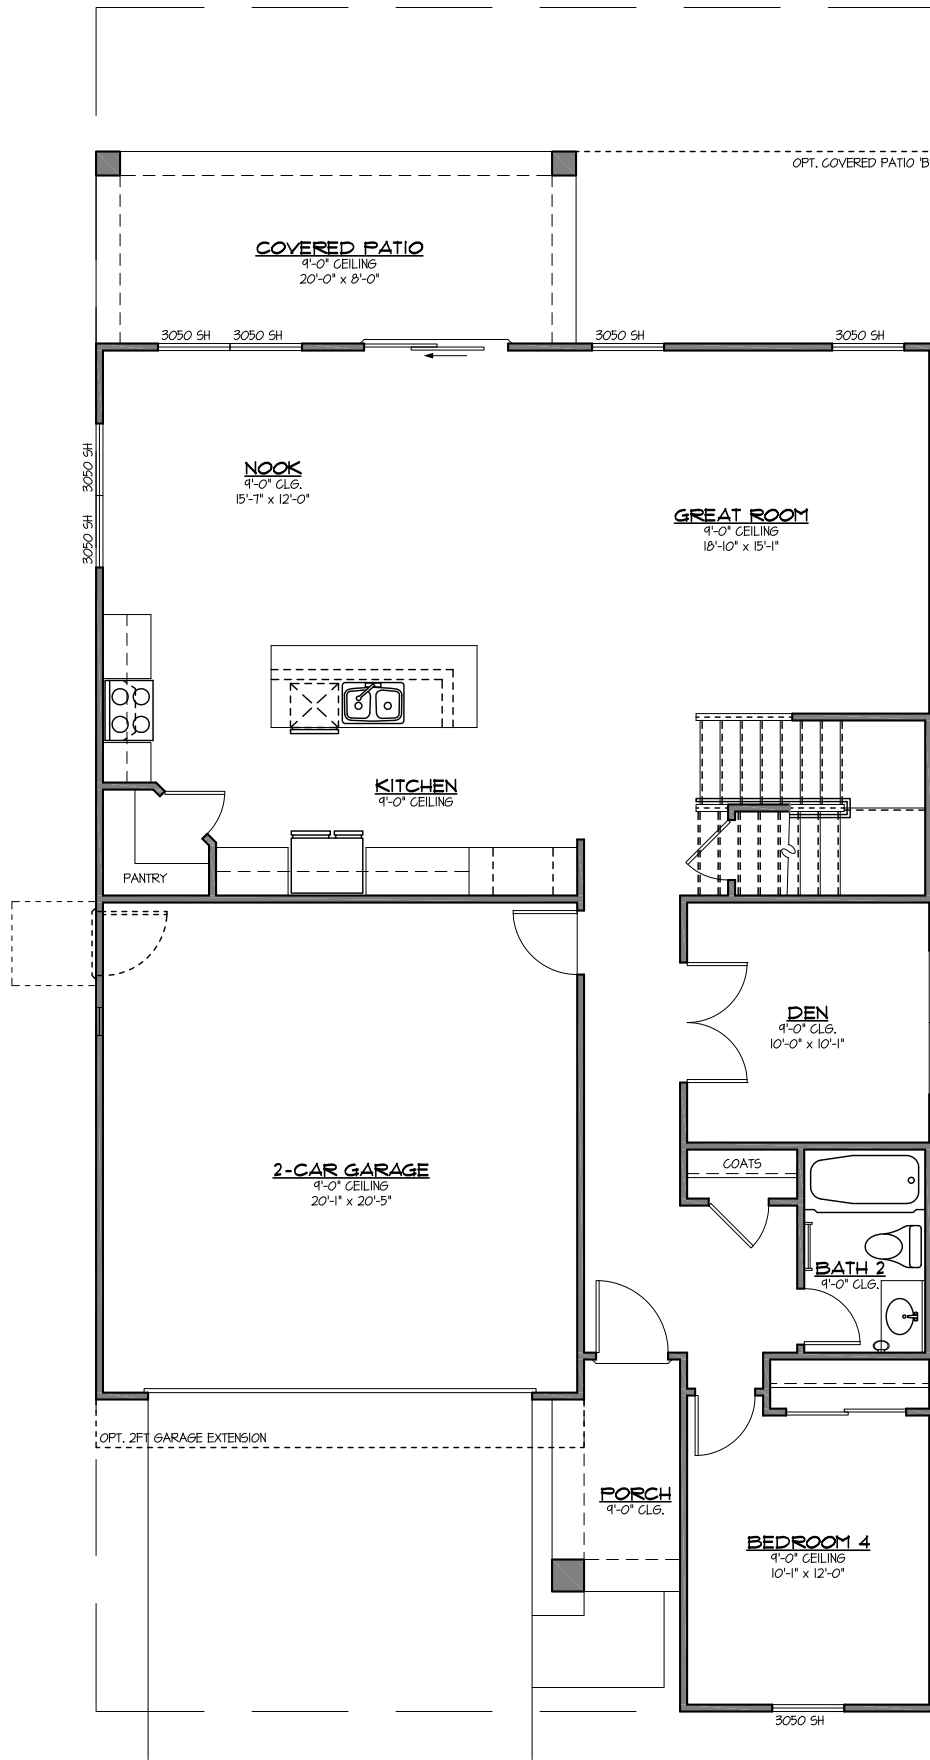 OPT. COVERED PATIO 'B
COVERED PATIO
9'-0" CEILING
20'-0" x 8'-0"
3050 SH
3050 SH
3050 SH
3050 SH
3050 SH
3050 SH
NOOK
9'-0" CLG.
15'-7" x 12'-0"
GREAT ROOM
9'-0" CEILING
18'-10" x 15'-1"
KITCHEN
9'-0" CEILING
PANTRY
DEN
9'-0" CLG.
10'-0" x 10'-1"
2-CAR GARAGE
9'-0" CEILING
20'-1" x 20'-5"
COATS
BATH 2
9'-0" CLG.
OPT. 2FT GARAGE EXTENSION
PORCH
9'-0" CLG.
BEDROOM 4
9'-0" CEILING
10'-1" x 12'-0"
3050 SH